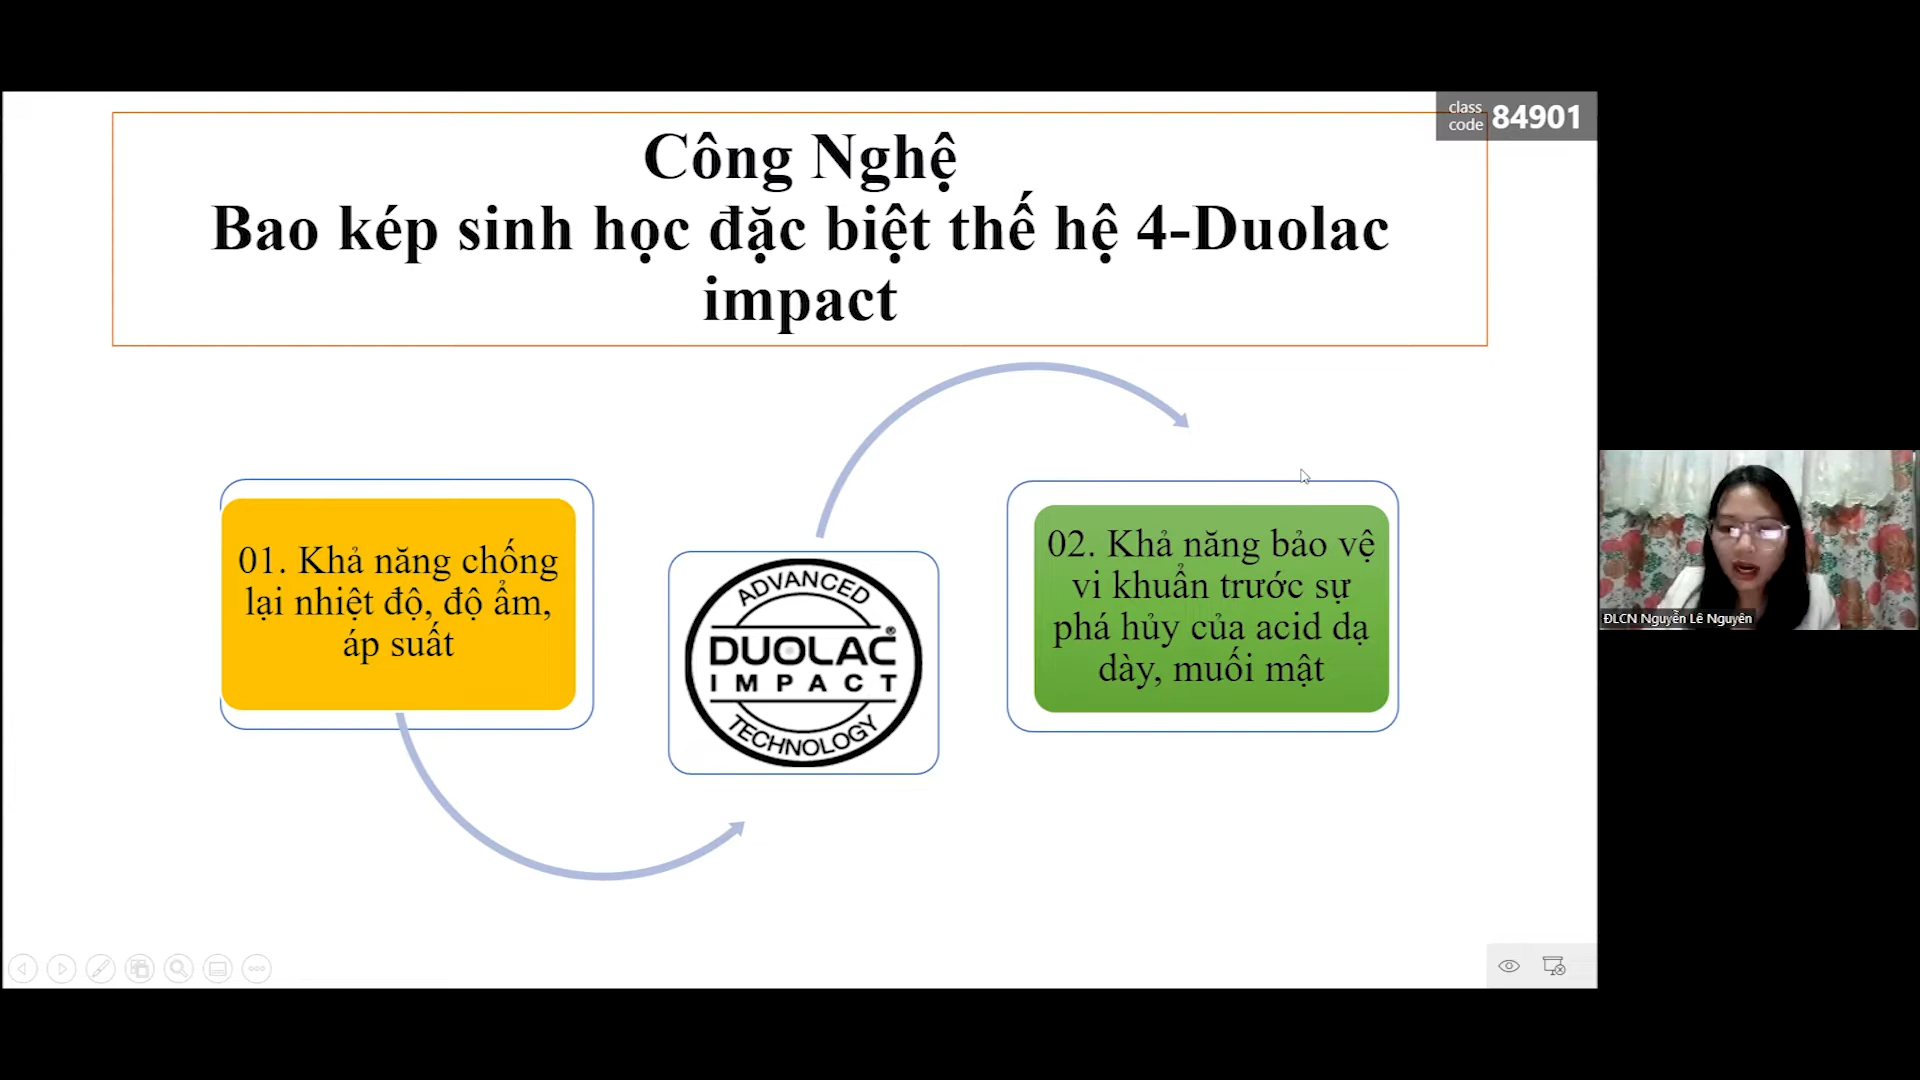 class
code 84901
Công Nghệ
Bao kép sinh học đặc biệt thế hệ 4-Duolac
impact
01. Khả năng chống
lại nhiệt độ, độ ẩm,
áp suất
ADVANCED
DUOLAC®
IMPACT
TECHNOLOGY
02. Khả năng bảo vệ
vi khuẩn trước sự
phá hủy của acid dạ
dày, muối mật
ĐLCN Nguyễn Lê Nguyên